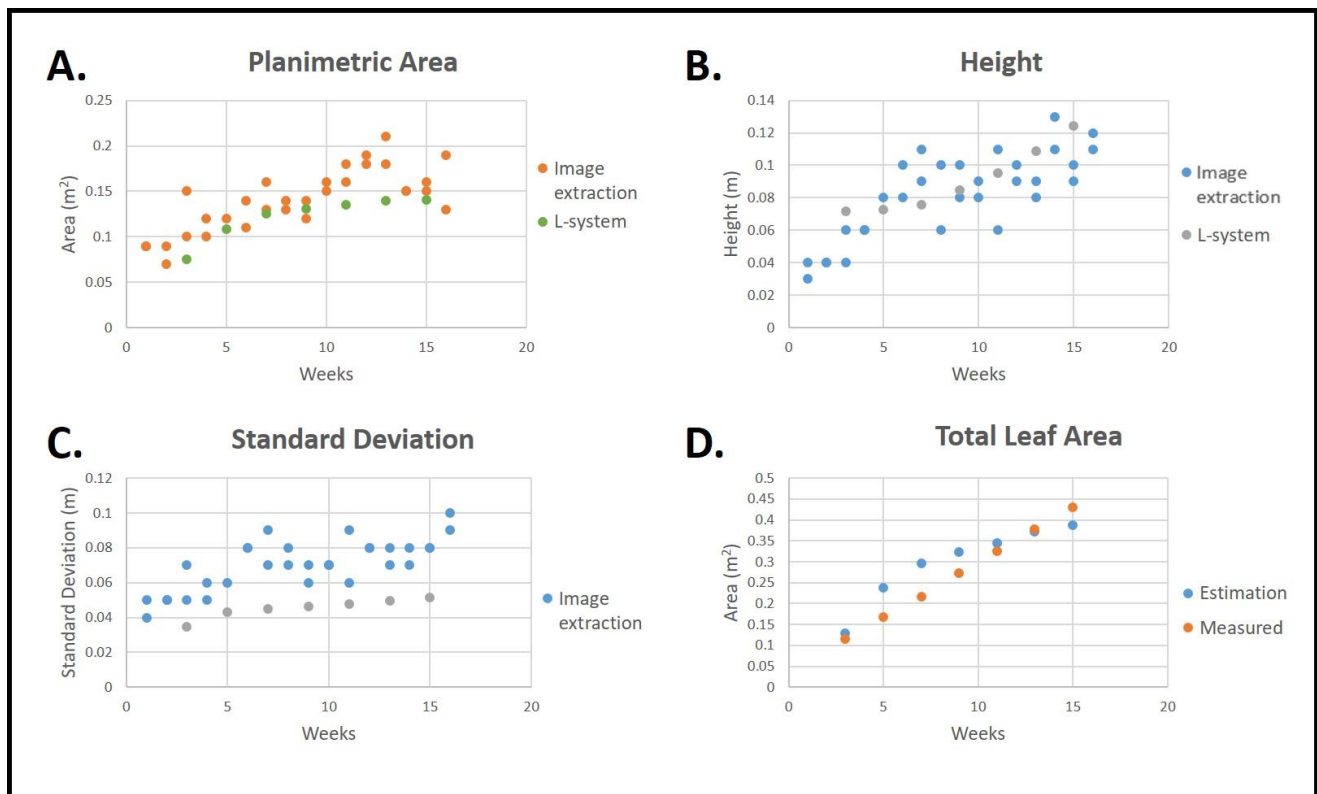 A.
Planimetric Area
0.25
0.2
0.15
0.1
0.05
0
0 5 10 15 20
Area (m²)
Weeks
Image
extraction
L-system
B.
Height
0.14
0.12
0.1
0.08
0.06
0.04
0.02
0
0 5 10 15 20
Height (m)
Weeks
Image
extraction
L-system
C.
Standard Deviation
0.12
0.1
0.08
0.06
0.04
0.02
0
0 5 10 15 20
Standard Deviation (m)
Weeks
Image
extraction
D.
Total Leaf Area
0.5
0.45
0.4
0.35
0.3
0.25
0.2
0.15
0.1
0.05
0
0 5 10 15 20
Area (m²)
Weeks
Estimation
Measured